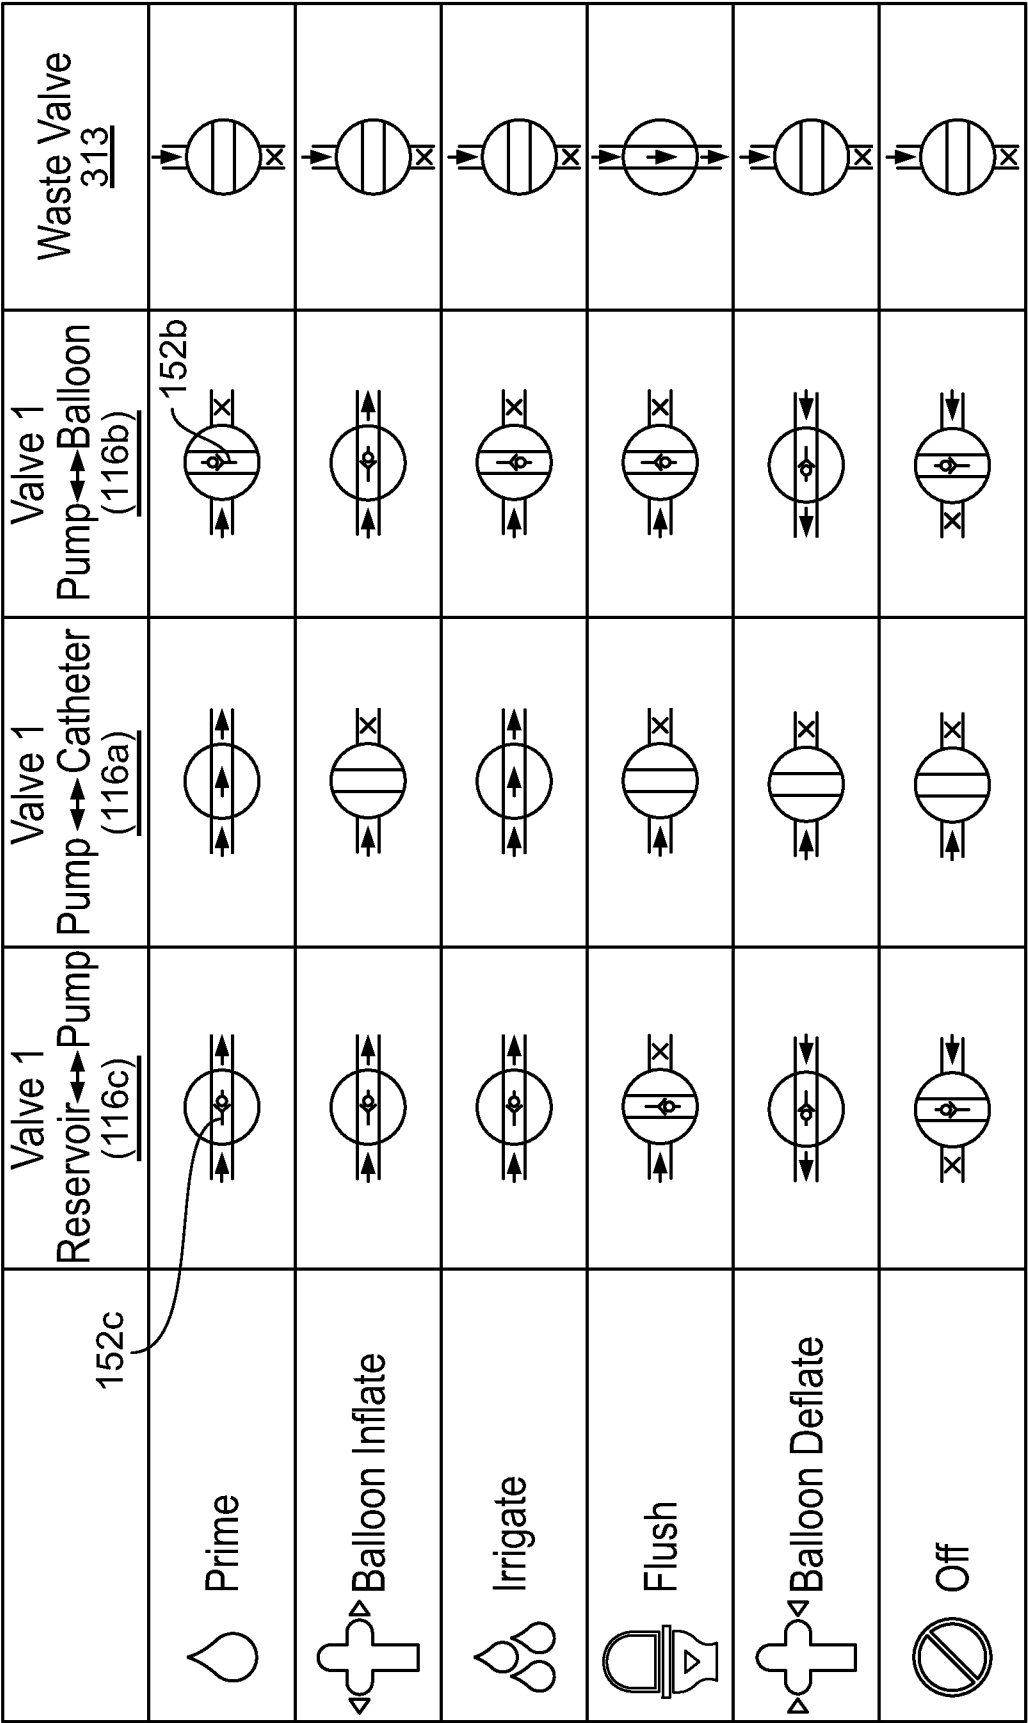 Valve 1
Reservoir↔Pump
(116c)
Valve 1
Pump↔Catheter
(116a)
Valve 1
Pump↔Balloon
(116b)
Waste Valve
313
152c
152b
Prime
Balloon Inflate
Irrigate
Flush
Balloon Deflate
Off